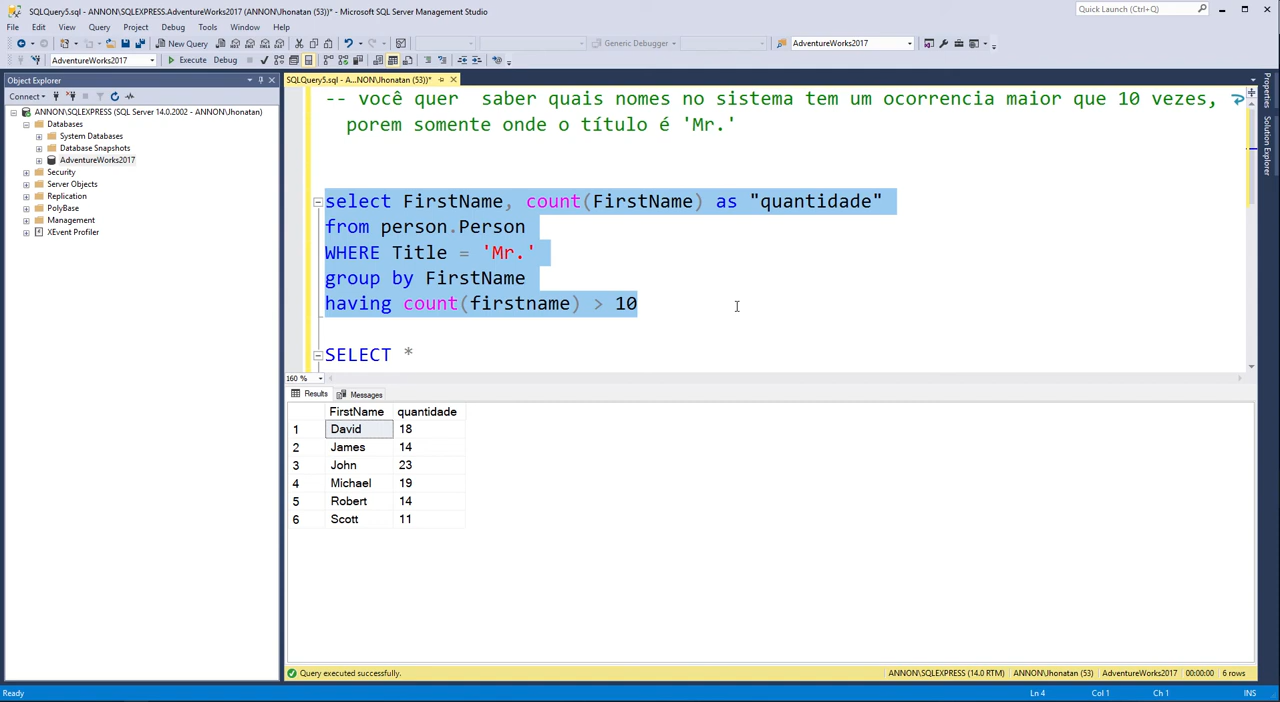 SQLQuery5.sql - ANNON\SQLEXPRESS.AdventureWorks2017 (ANNON\Jhonatan (53))* - Microsoft SQL Server Management Studio
Quick Launch (Ctrl+Q)
File Edit View Query Project Debug Tools Window Help
New Query Generic Debugger AdventureWorks2017
AdventureWorks2017 Execute Debug
Object Explorer
Connect
ANNON\SQLEXPRESS (SQL Server 14.0.2002 - ANNON\Jhonatan)
Databases
System Databases
Database Snapshots
AdventureWorks2017
Security
Server Objects
Replication
PolyBase
Management
XEvent Profiler
SQLQuery5.sql - A...NON\Jhonatan (53))*
-- você quer  saber quais nomes no sistema tem um ocorrencia maior que 10 vezes,
porem somente onde o título é 'Mr.'
select FirstName, count(FirstName) as "quantidade"
from person.Person
WHERE Title = 'Mr.'
group by FirstName
having count(firstname) > 10
SELECT *
160 %
Results Messages
FirstName quantidade
1 David 18
2 James 14
3 John 23
4 Michael 19
5 Robert 14
6 Scott 11
Query executed successfully. ANNON\SQLEXPRESS (14.0 RTM) ANNON\Jhonatan (53) AdventureWorks2017 00:00:00 6 rows
Ready Ln 4 Col 1 Ch 1 INS
Properties
Solution Explorer